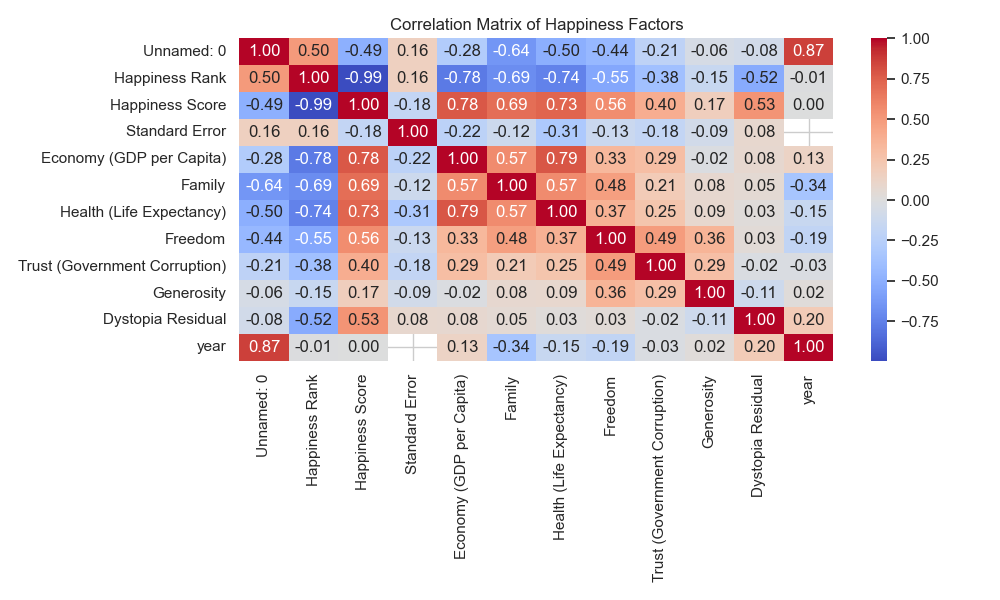 Correlation Matrix of Happiness Factors
Unnamed: 0 1.00 0.50 -0.49 0.16 -0.28 -0.64 -0.50 -0.44 -0.21 -0.06 -0.08 0.87
Happiness Rank 0.50 1.00 -0.99 0.16 -0.78 -0.69 -0.74 -0.55 -0.38 -0.15 -0.52 -0.01
Happiness Score -0.49 -0.99 1.00 -0.18 0.78 0.69 0.73 0.56 0.40 0.17 0.53 0.00
Standard Error 0.16 0.16 -0.18 1.00 -0.22 -0.12 -0.31 -0.13 -0.18 -0.09 0.08
Economy (GDP per Capita) -0.28 -0.78 0.78 -0.22 1.00 0.57 0.79 0.33 0.29 -0.02 0.08 0.13
Family -0.64 -0.69 0.69 -0.12 0.57 1.00 0.57 0.48 0.21 0.08 0.05 -0.34
Health (Life Expectancy) -0.50 -0.74 0.73 -0.31 0.79 0.57 1.00 0.37 0.25 0.09 0.03 -0.15
Freedom -0.44 -0.55 0.56 -0.13 0.33 0.48 0.37 1.00 0.49 0.36 0.03 -0.19
Trust (Government Corruption) -0.21 -0.38 0.40 -0.18 0.29 0.21 0.25 0.49 1.00 0.29 -0.02 -0.03
Generosity -0.06 -0.15 0.17 -0.09 -0.02 0.08 0.09 0.36 0.29 1.00 -0.11 0.02
Dystopia Residual -0.08 -0.52 0.53 0.08 0.08 0.05 0.03 0.03 -0.02 -0.11 1.00 0.20
year 0.87 -0.01 0.00 0.13 -0.34 -0.15 -0.19 -0.03 0.02 0.20 1.00
Unnamed: 0
Happiness Rank
Happiness Score
Standard Error
Economy (GDP per Capita)
Family
Health (Life Expectancy)
Freedom
Trust (Government Corruption)
Generosity
Dystopia Residual
year
1.00
0.75
0.50
0.25
0.00
−0.25
−0.50
−0.75